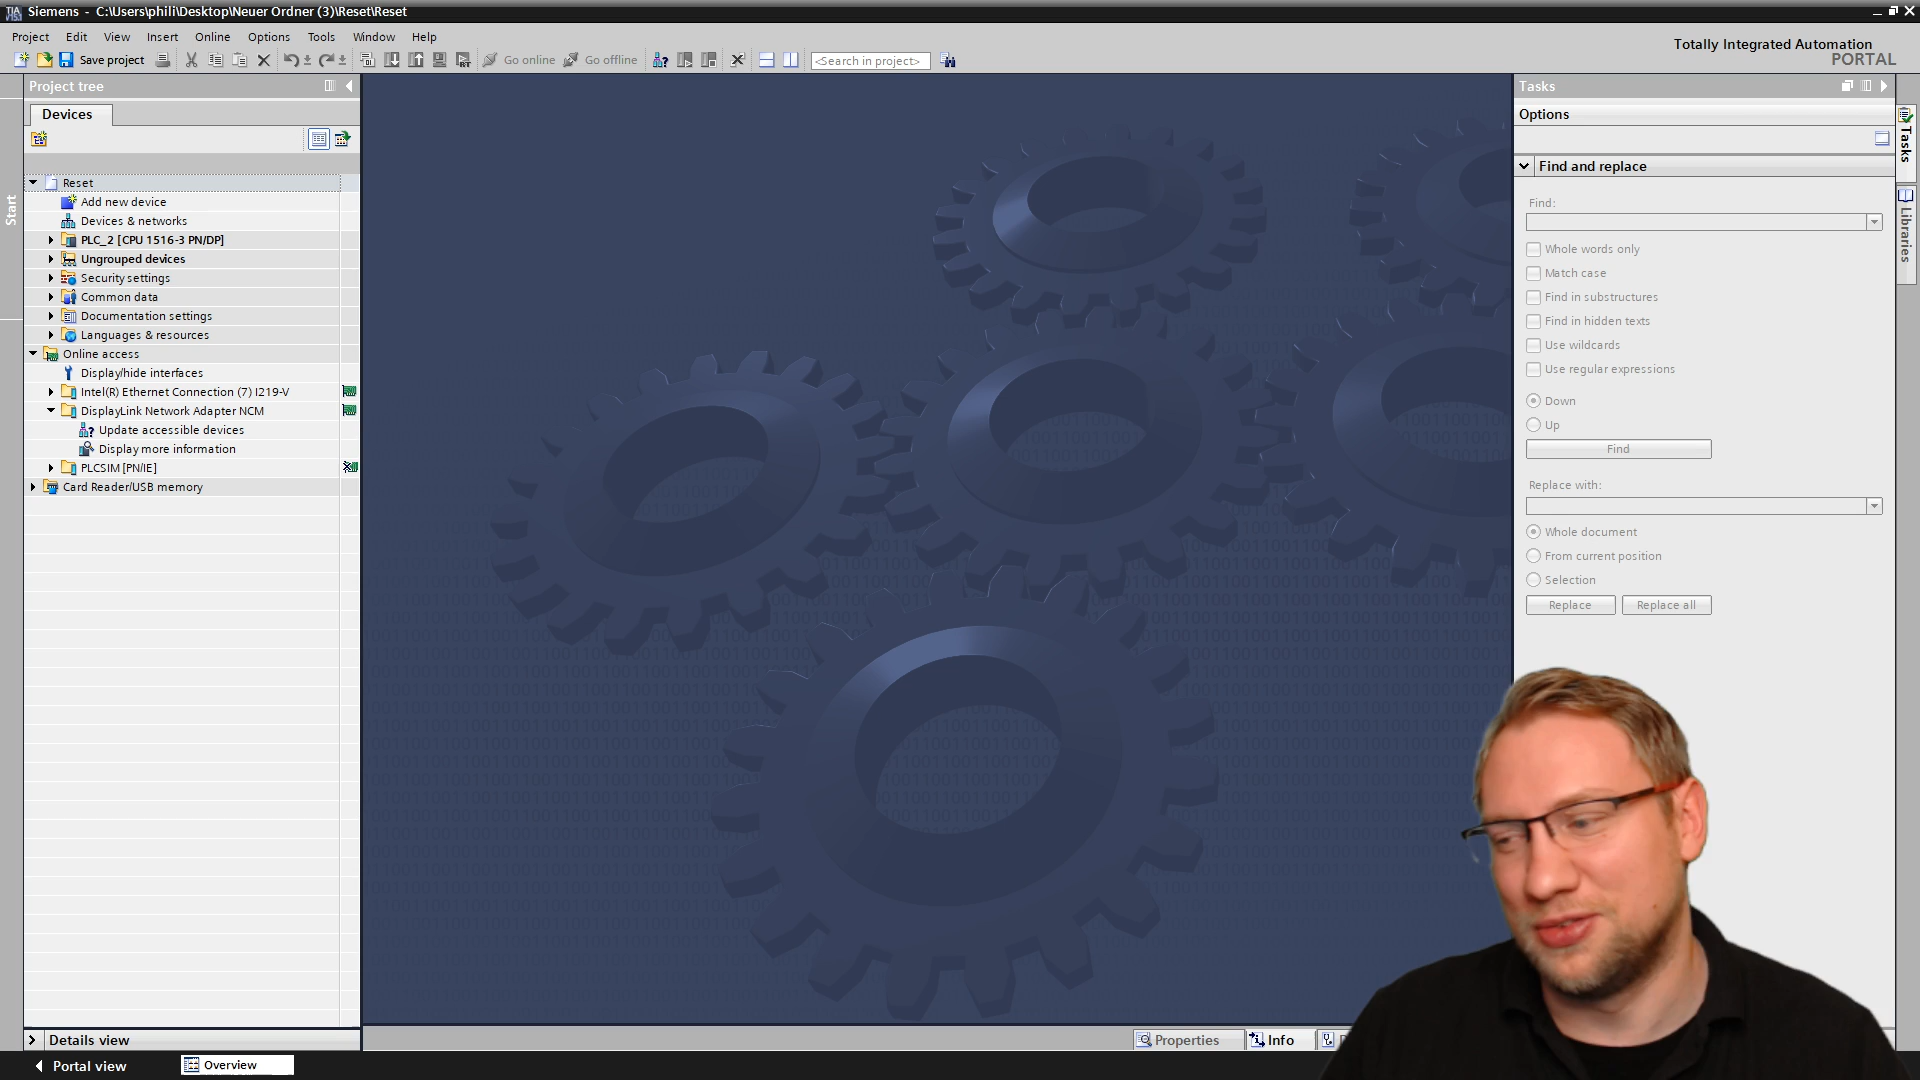 Siemens - C:\Users\phili\Desktop\Neuer Ordner (3)\Reset\Reset
Project Edit View Insert Online Options Tools Window Help
Totally Integrated Automation
PORTAL
Save project
Go online
Go offline
<Search in project>
Project tree
Devices
Start
Reset
Add new device
Devices & networks
PLC_2 [CPU 1516-3 PN/DP]
Ungrouped devices
Security settings
Common data
Documentation settings
Languages & resources
Online access
Display/hide interfaces
Intel(R) Ethernet Connection (7) I219-V
DisplayLink Network Adapter NCM
Update accessible devices
Display more information
PLCSIM [PN/IE]
Card Reader/USB memory
Details view
Portal view
Overview
Properties
Info
Tasks
Options
Find and replace
Find:
Whole words only
Match case
Find in substructures
Find in hidden texts
Use wildcards
Use regular expressions
Down
Up
Find
Replace with:
Whole document
From current position
Selection
Replace
Replace all
Tasks
Libraries